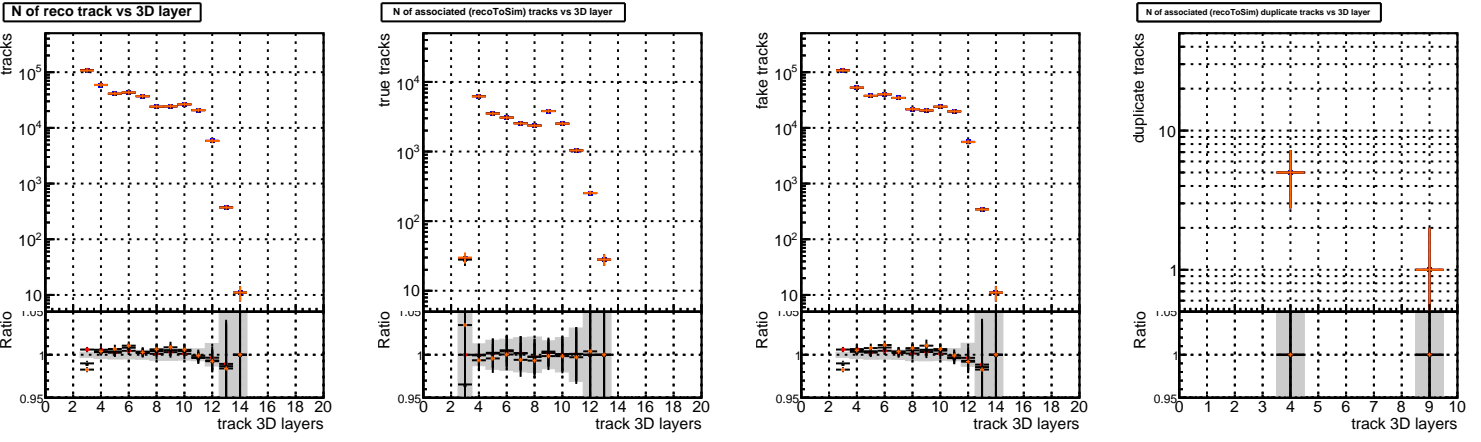 N of reco track vs 3D layer
tracks
10^5
10^4
10^3
10^2
10
Ratio
1.05
1
0.95
0 2 4 6 8 10 12 14 16 18 20
track 3D layers
N of associated (recoToSim) tracks vs 3D layer
true tracks
10^4
10^3
10^2
10
Ratio
1.05
1
0.95
0 2 4 6 8 10 12 14 16 18 20
track 3D layers
fake tracks
10^5
10^4
10^3
10^2
10
Ratio
1.05
1
0.95
0 2 4 6 8 10 12 14 16 18 20
track 3D layers
N of associated (recoToSim) duplicate tracks vs 3D layer
duplicate tracks
10
1
Ratio
1.05
1
0.95
0 1 2 3 4 5 6 7 8 9 10
track 3D layers